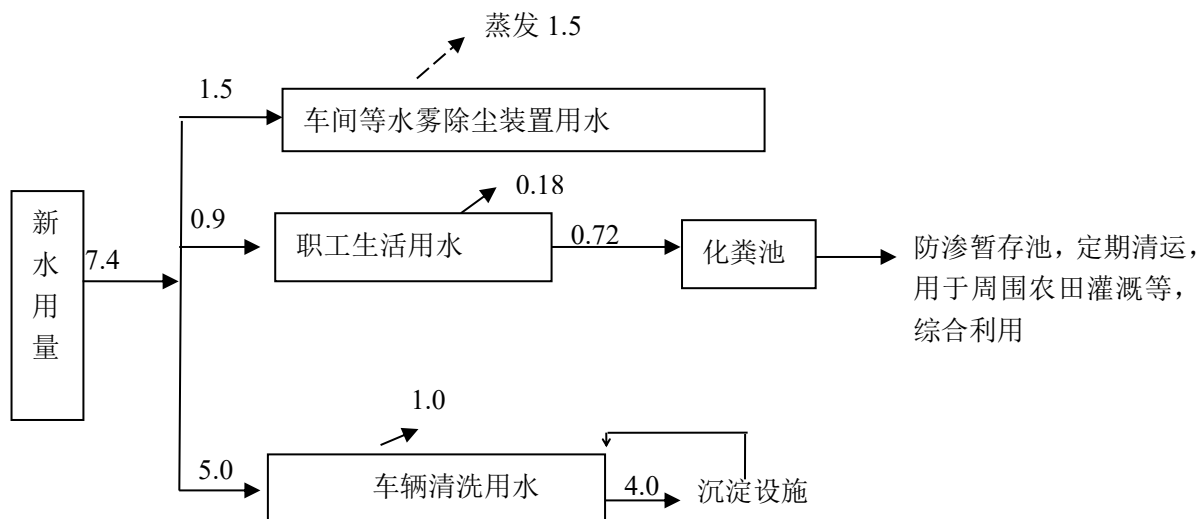 蒸发 1.5
1.5
车间等水雾除尘装置用水
0.18
新
水
用
量
7.4
0.9
职工生活用水
0.72
化粪池
防渗暂存池，定期清运，
用于周围农田灌溉等，
综合利用
1.0
5.0
车辆清洗用水
4.0
沉淀设施